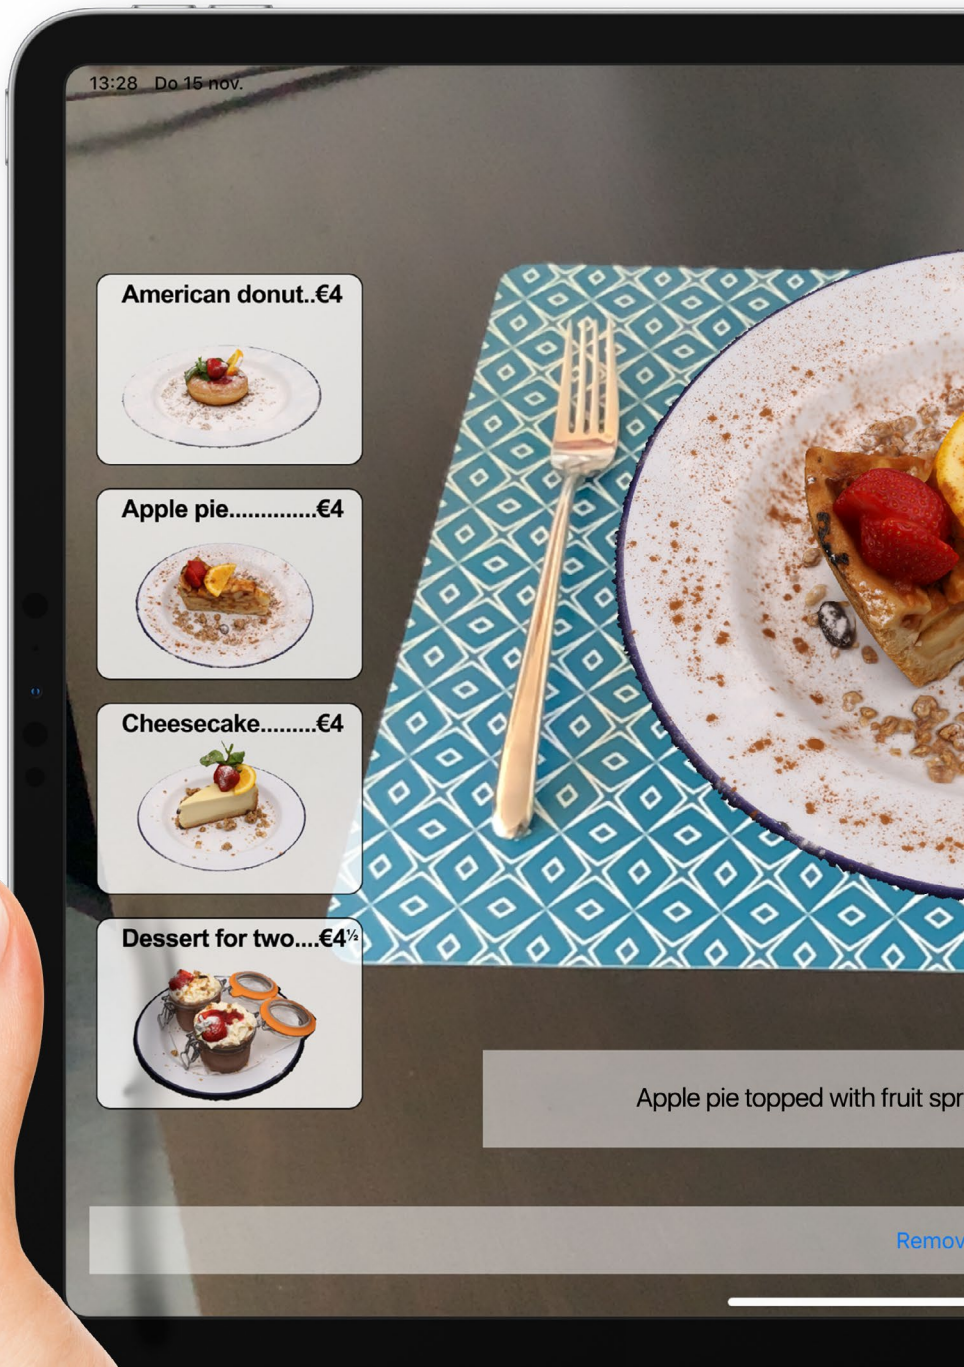 13:28 Do 15 nov.
American donut..€4
Apple pie..............€4
Cheesecake.........€4
Dessert for two....€4½
Apple pie topped with fruit spr
Remov